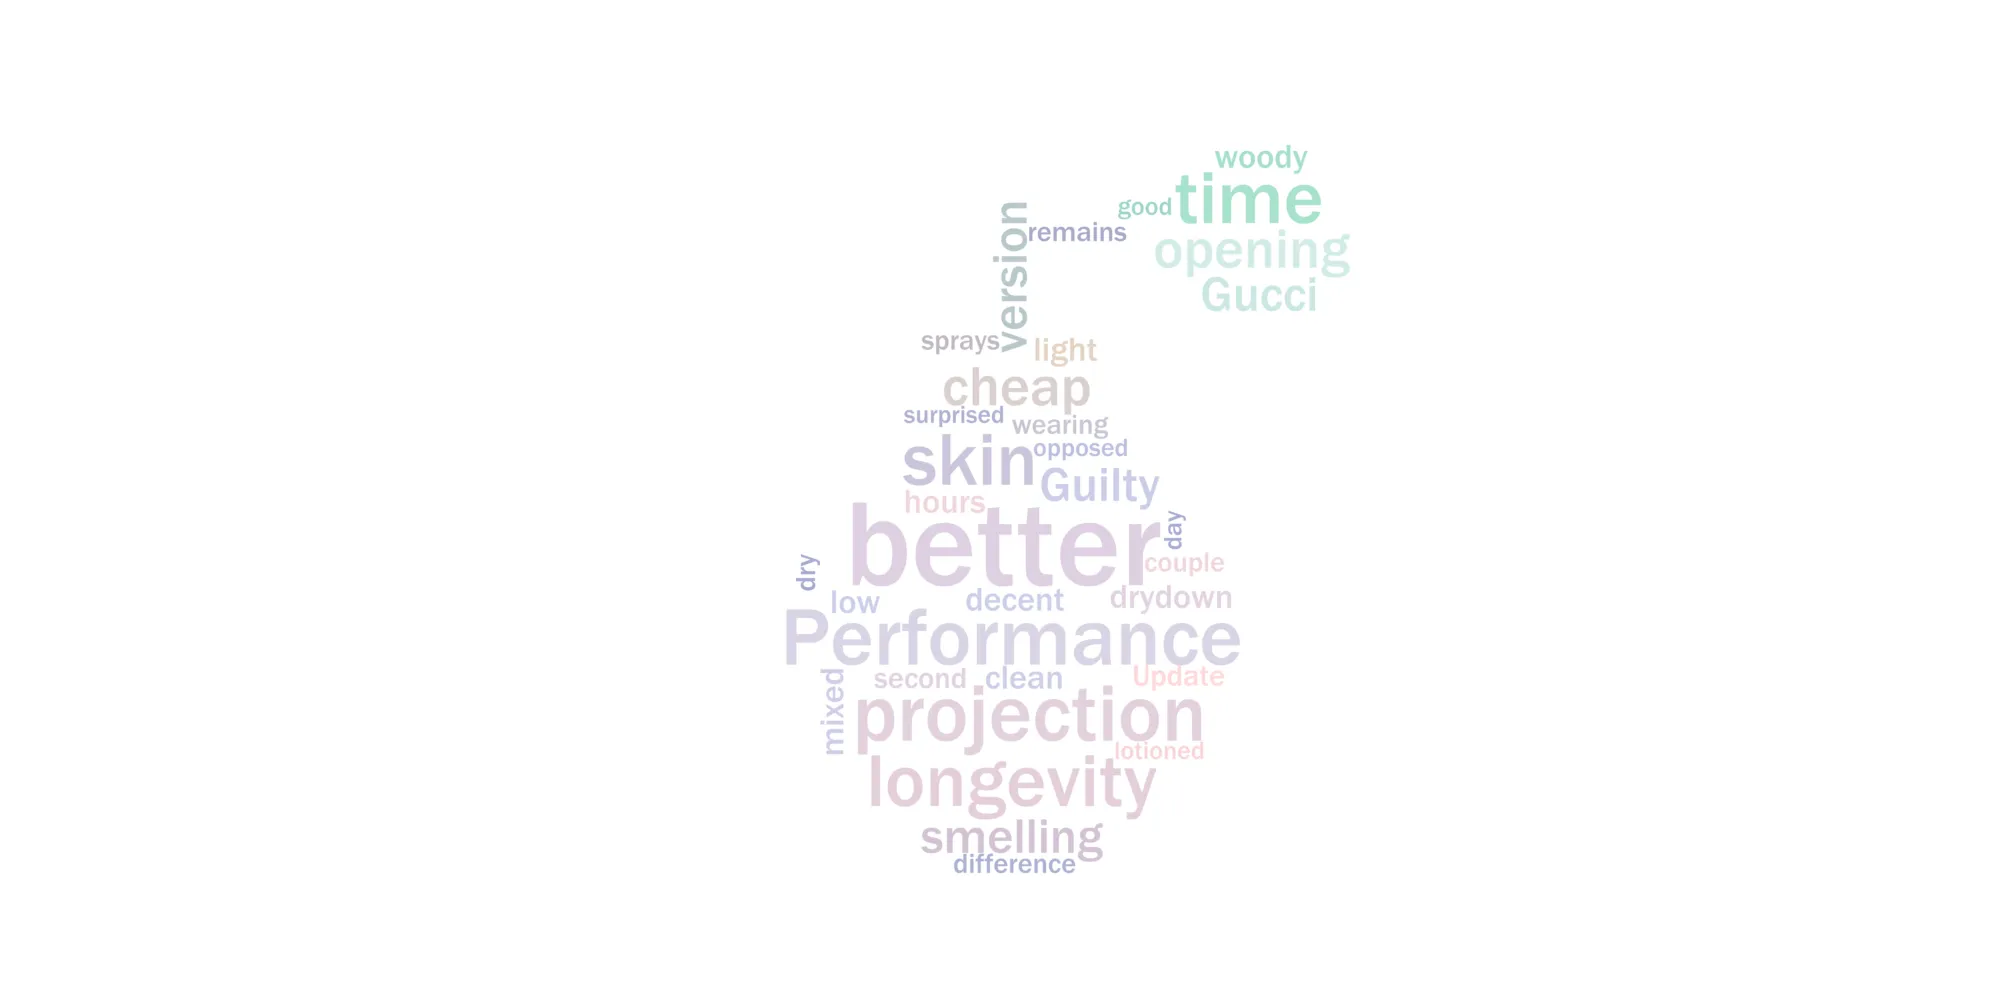 woody
time
good
remains
version
opening
Gucci
sprays
light
cheap
surprised
wearing
skin
opposed
Guilty
hours
better
day
dry
couple
low
decent
drydown
Performance
mixed
second
clean
Update
projection
lotioned
longevity
smelling
difference